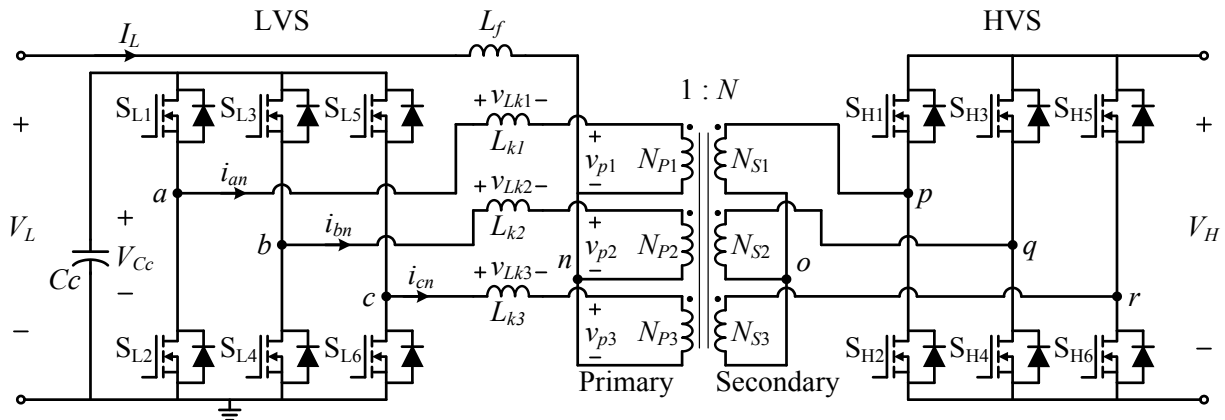 LVS
HVS
I_L
L_f
1 : N
S_L1
S_L3
S_L5
+ v_Lk1 −
L_k1
S_H1
S_H3
S_H5
+
+
v_p1
−
N_P1
N_S1
+
i_an
a
p
V_L
+
V_Cc
−
Cc
i_bn
b
+ v_Lk2 −
L_k2
+
v_p2
−
N_P2
N_S2
q
V_H
n
o
i_cn
c
+ v_Lk3 −
L_k3
+
v_p3
−
N_P3
N_S3
r
−
S_L2
S_L4
S_L6
S_H2
S_H4
S_H6
−
Primary
Secondary